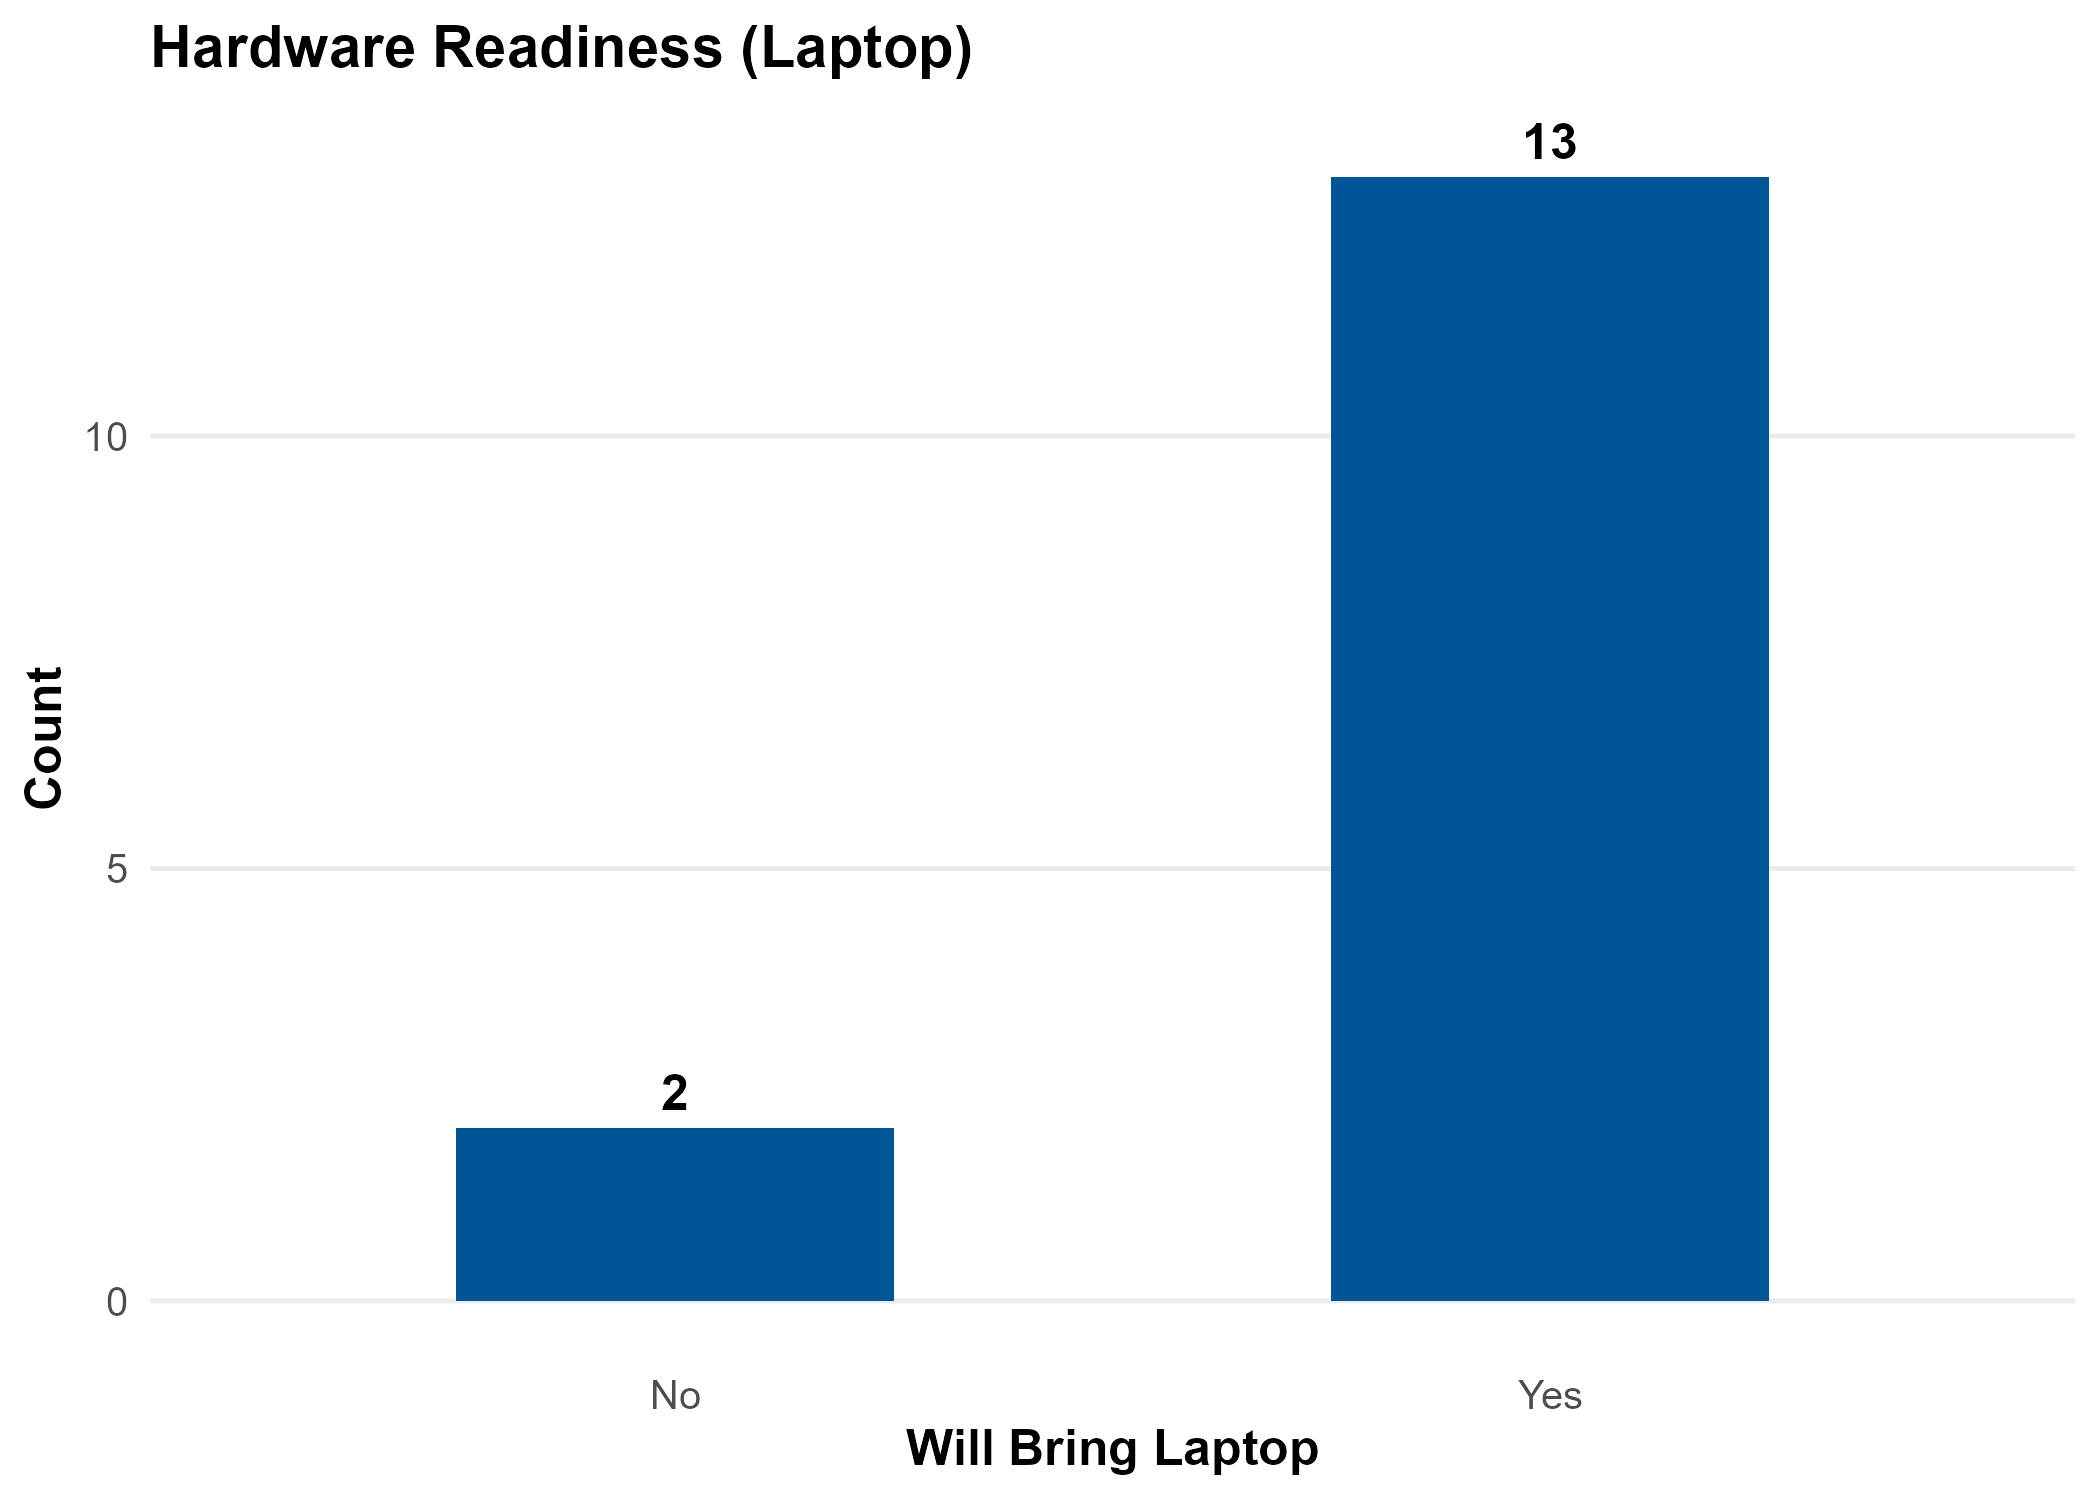 Hardware Readiness (Laptop)
13
10
Count
5
2
0
No
Yes
Will Bring Laptop